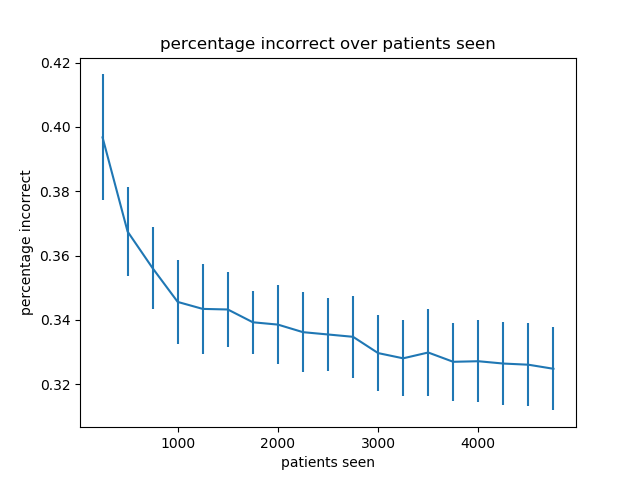 percentage incorrect over patients seen
0.42
0.40
0.38
0.36
0.34
0.32
percentage incorrect
1000 2000 3000 4000
patients seen